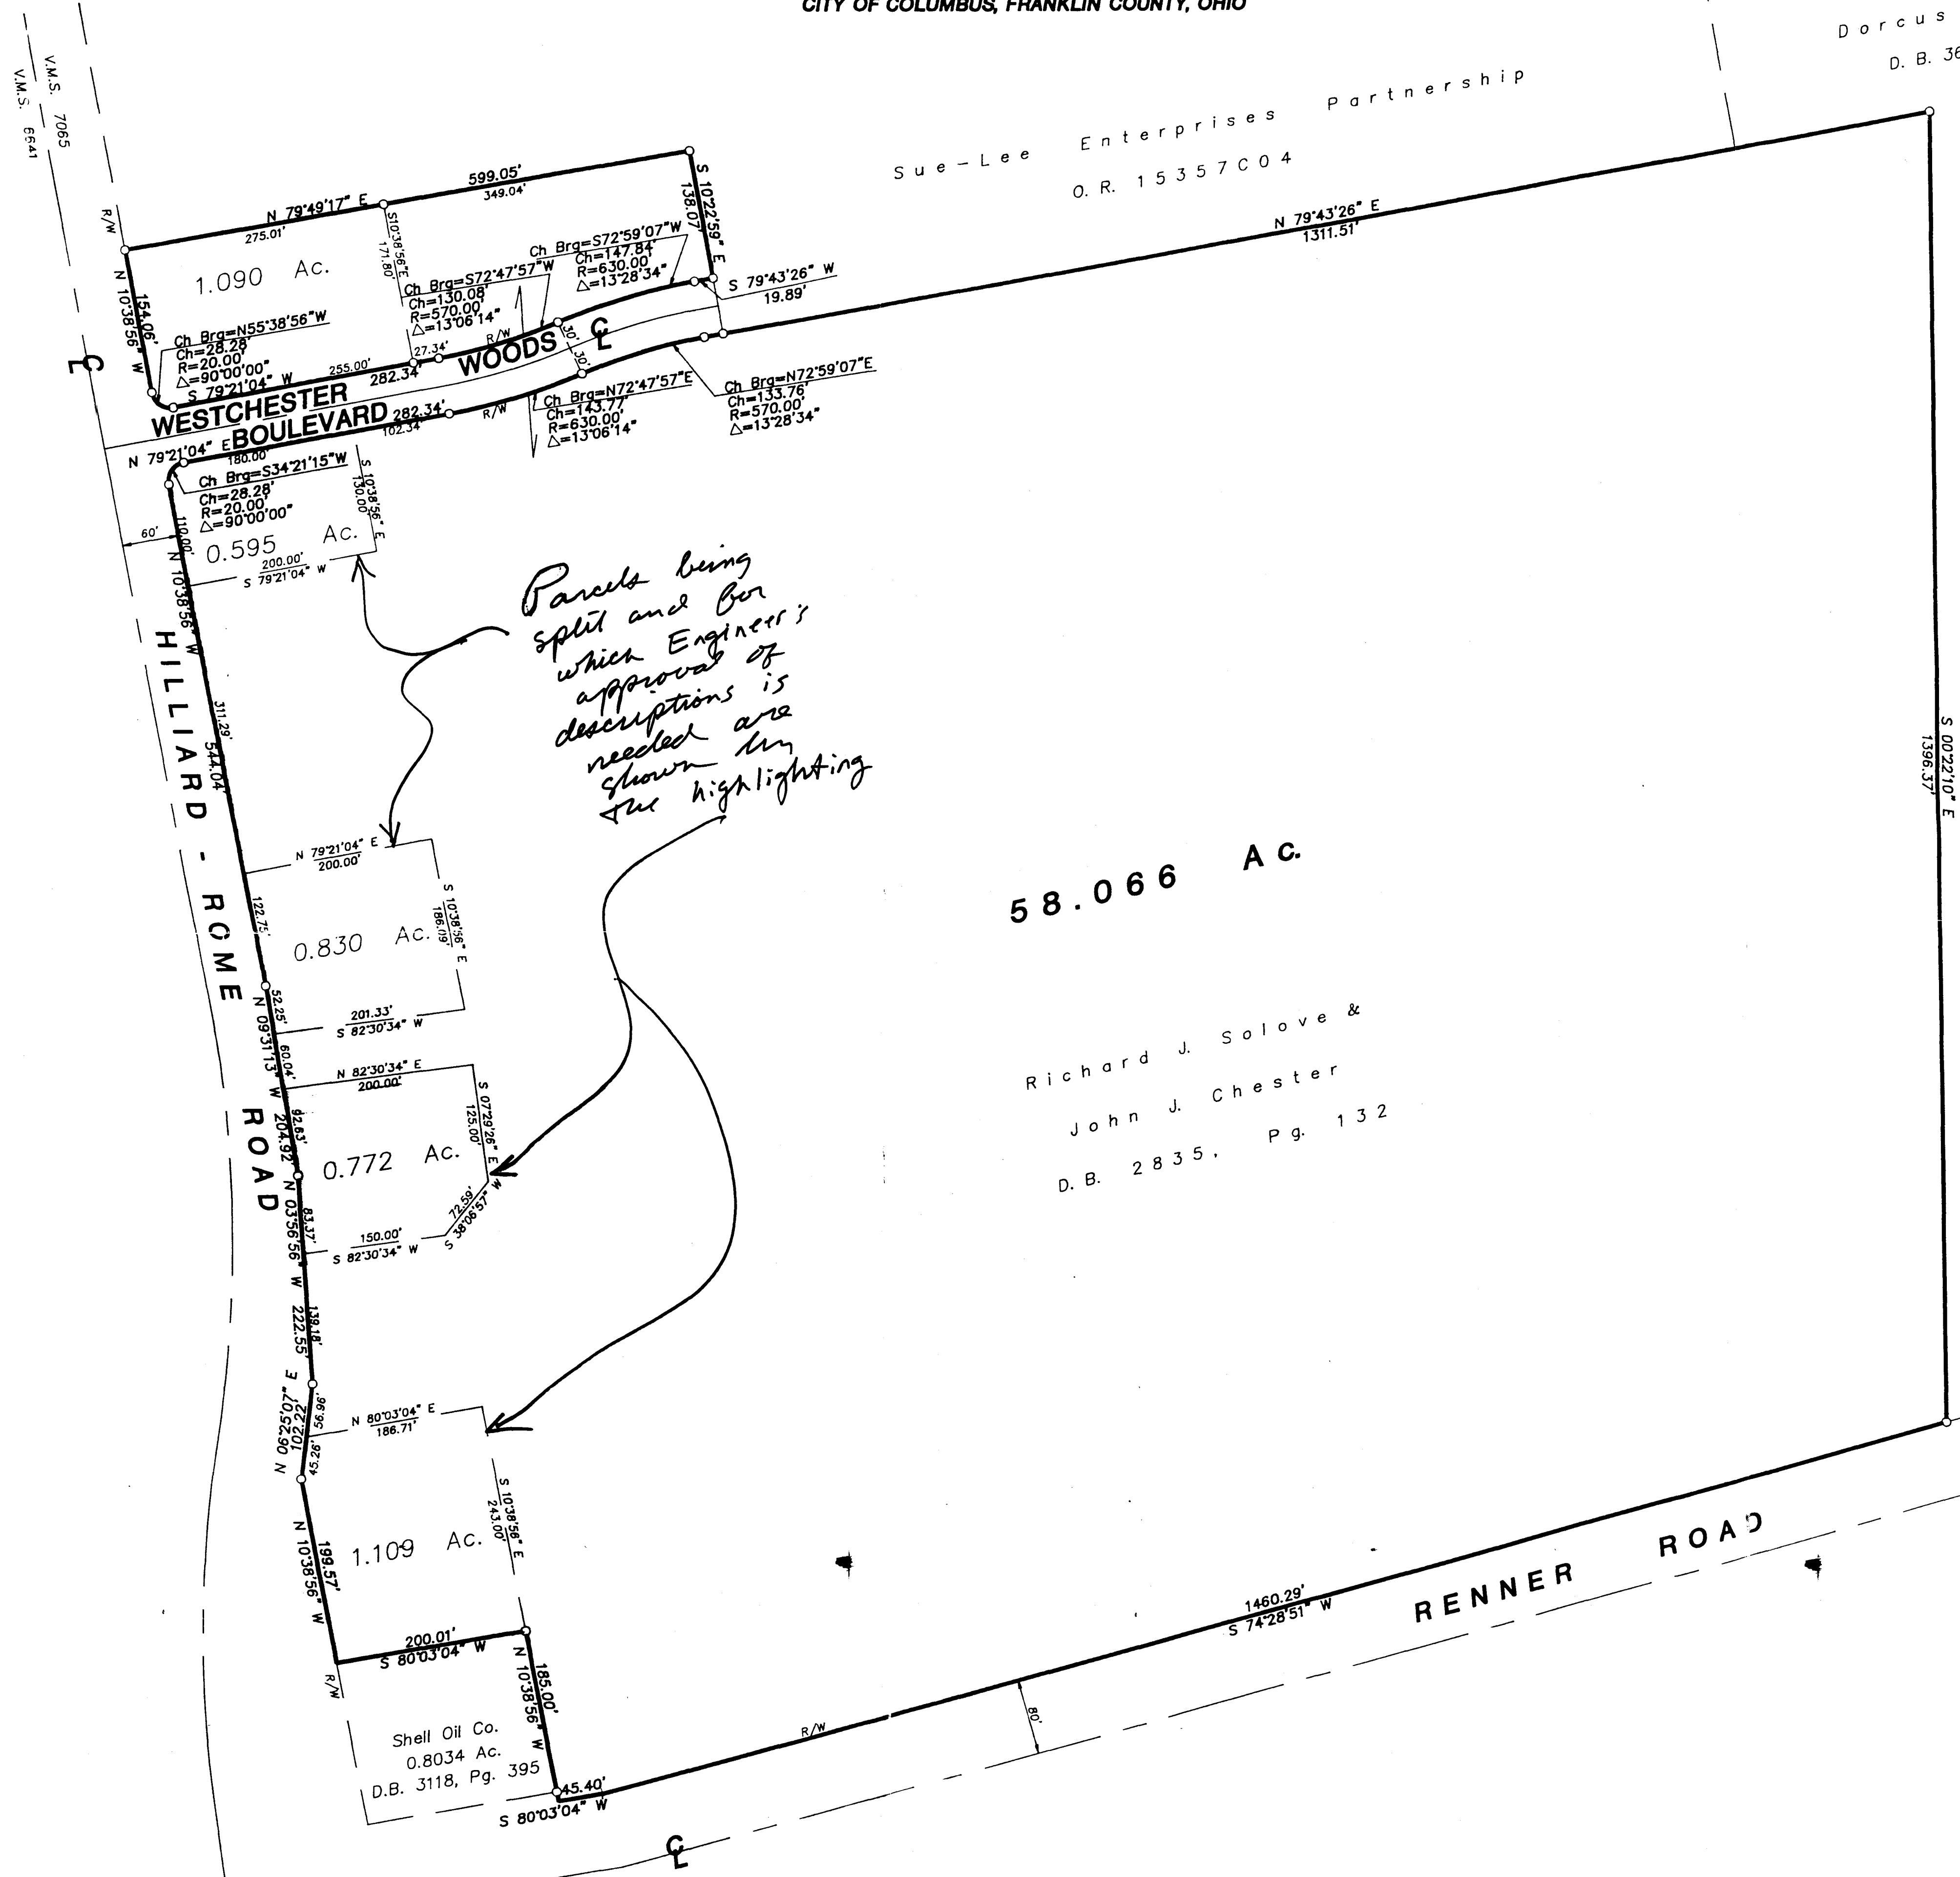 CITY OF COLUMBUS, FRANKLIN COUNTY, OHIO
Dorcus
D. B. 36
V.M.S. 7065
V.M.S. 6641
Sue-Lee Enterprises Partnership
O. R. 15357C04
R/W
N 79°49'17" E
275.01'
599.05'
349.04'
S 10°22'59" E
138.07'
S10°38'56"E
171.80'
1.090 Ac.
154.06'
N 10°38'56" W
Ch Brg=N55°38'56"W
Ch=28.28'
R=20.00'
△=90°00'00"
Ch Brg=S72°47'57"W
Ch=130.08'
R=570.00'
△=13°06'14"
Ch Brg=S72°59'07"W
Ch=147.84'
R=630.00'
△=13°28'34"
S 79°43'26" W
19.89'
N 79°43'26" E
1311.51'
S 79°21'04" W
255.00'
282.34'
27.34'
R/W
30'
30'
CL
CL
WESTCHESTER WOODS
BOULEVARD
282.34'
102.34'
R/W
N 79°21'04" E
180.00'
Ch Brg=N72°47'57"E
Ch=143.77'
R=630.00'
△=13°06'14"
Ch Brg=N72°59'07"E
Ch=133.76'
R=570.00'
△=13°28'34"
Ch Brg=S34°21'15"W
Ch=28.28'
R=20.00'
△=90°00'00"
S 10°38'56" E
130.00'
60'
110.00'
0.595 Ac.
200.00'
S 79°21'04" W
N 10°38'56" W
311.29'
544.04'
HILLIARD - ROME ROAD
Parcels being
split and for
which Engineer's
approval of
descriptions is
needed are
shown by
the highlighting
N 79°21'04" E
200.00'
122.75'
S 10°38'56" E
186.09'
0.830 Ac.
201.33'
S 82°30'34" W
52.25'
N 09°31'13" W
204.92'
60.04'
N 82°30'34" E
200.00'
92.63'
S 07°29'26" E
125.00'
0.772 Ac.
72.59'
S 38°06'57" W
150.00'
S 82°30'34" W
83.37'
N 03°56'56" W
222.55'
139.18'
N 06°25'07" E
102.22'
56.96'
45.26'
N 80°03'04" E
186.71'
S 10°38'56" E
243.00'
1.109 Ac.
199.57'
N 10°38'56" W
200.01'
S 80°03'04" W
R/W
185.00'
N 10°38'56" W
Shell Oil Co.
0.8034 Ac.
D.B. 3118, Pg. 395
45.40'
S 80°03'04" W
58.066 Ac.
Richard J. Solove &
John J. Chester
D. B. 2835, Pg. 132
S 00°22'10" E
1396.37'
1460.29'
S 74°28'51" W
RENNER ROAD
R/W
80'
CL